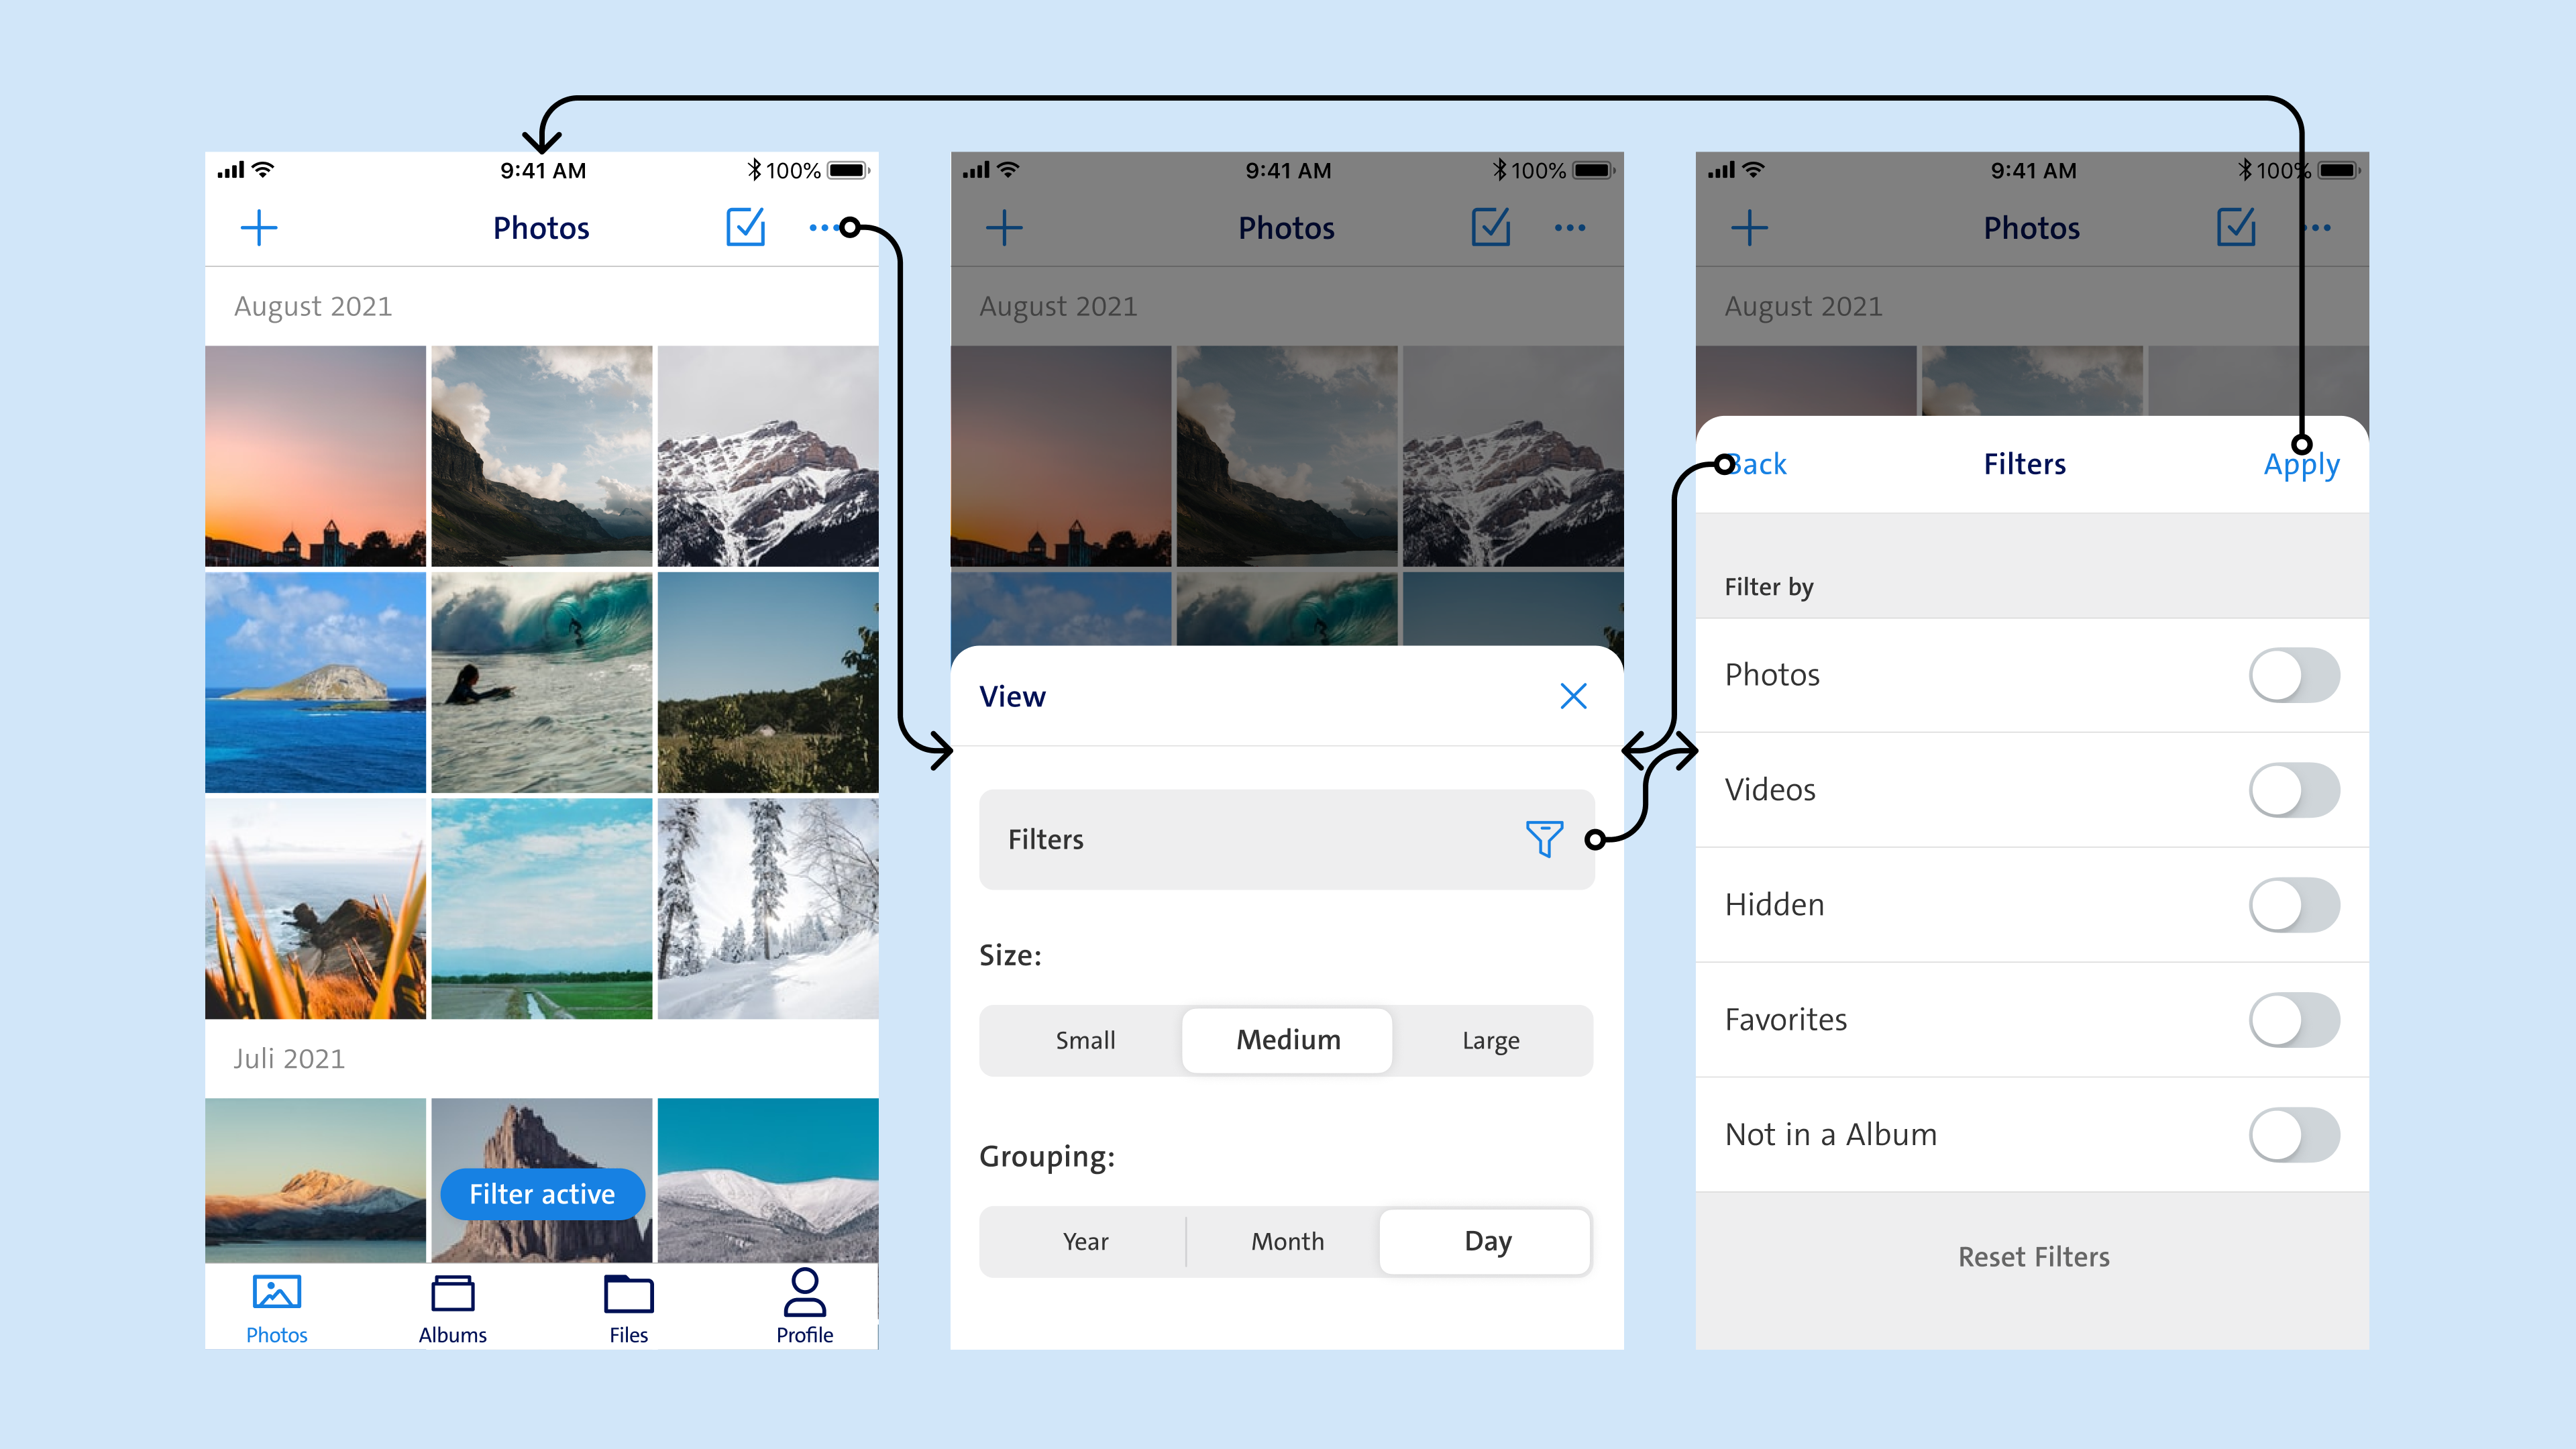 9:41 AM
100%
Photos
August 2021
Juli 2021
Filter active
Photos
Albums
Files
Profile
9:41 AM
100%
Photos
August 2021
View
Filters
Size:
Small
Medium
Large
Grouping:
Year
Month
Day
9:41 AM
100%
Photos
August 2021
Back
Filters
Apply
Filter by
Photos
Videos
Hidden
Favorites
Not in a Album
Reset Filters